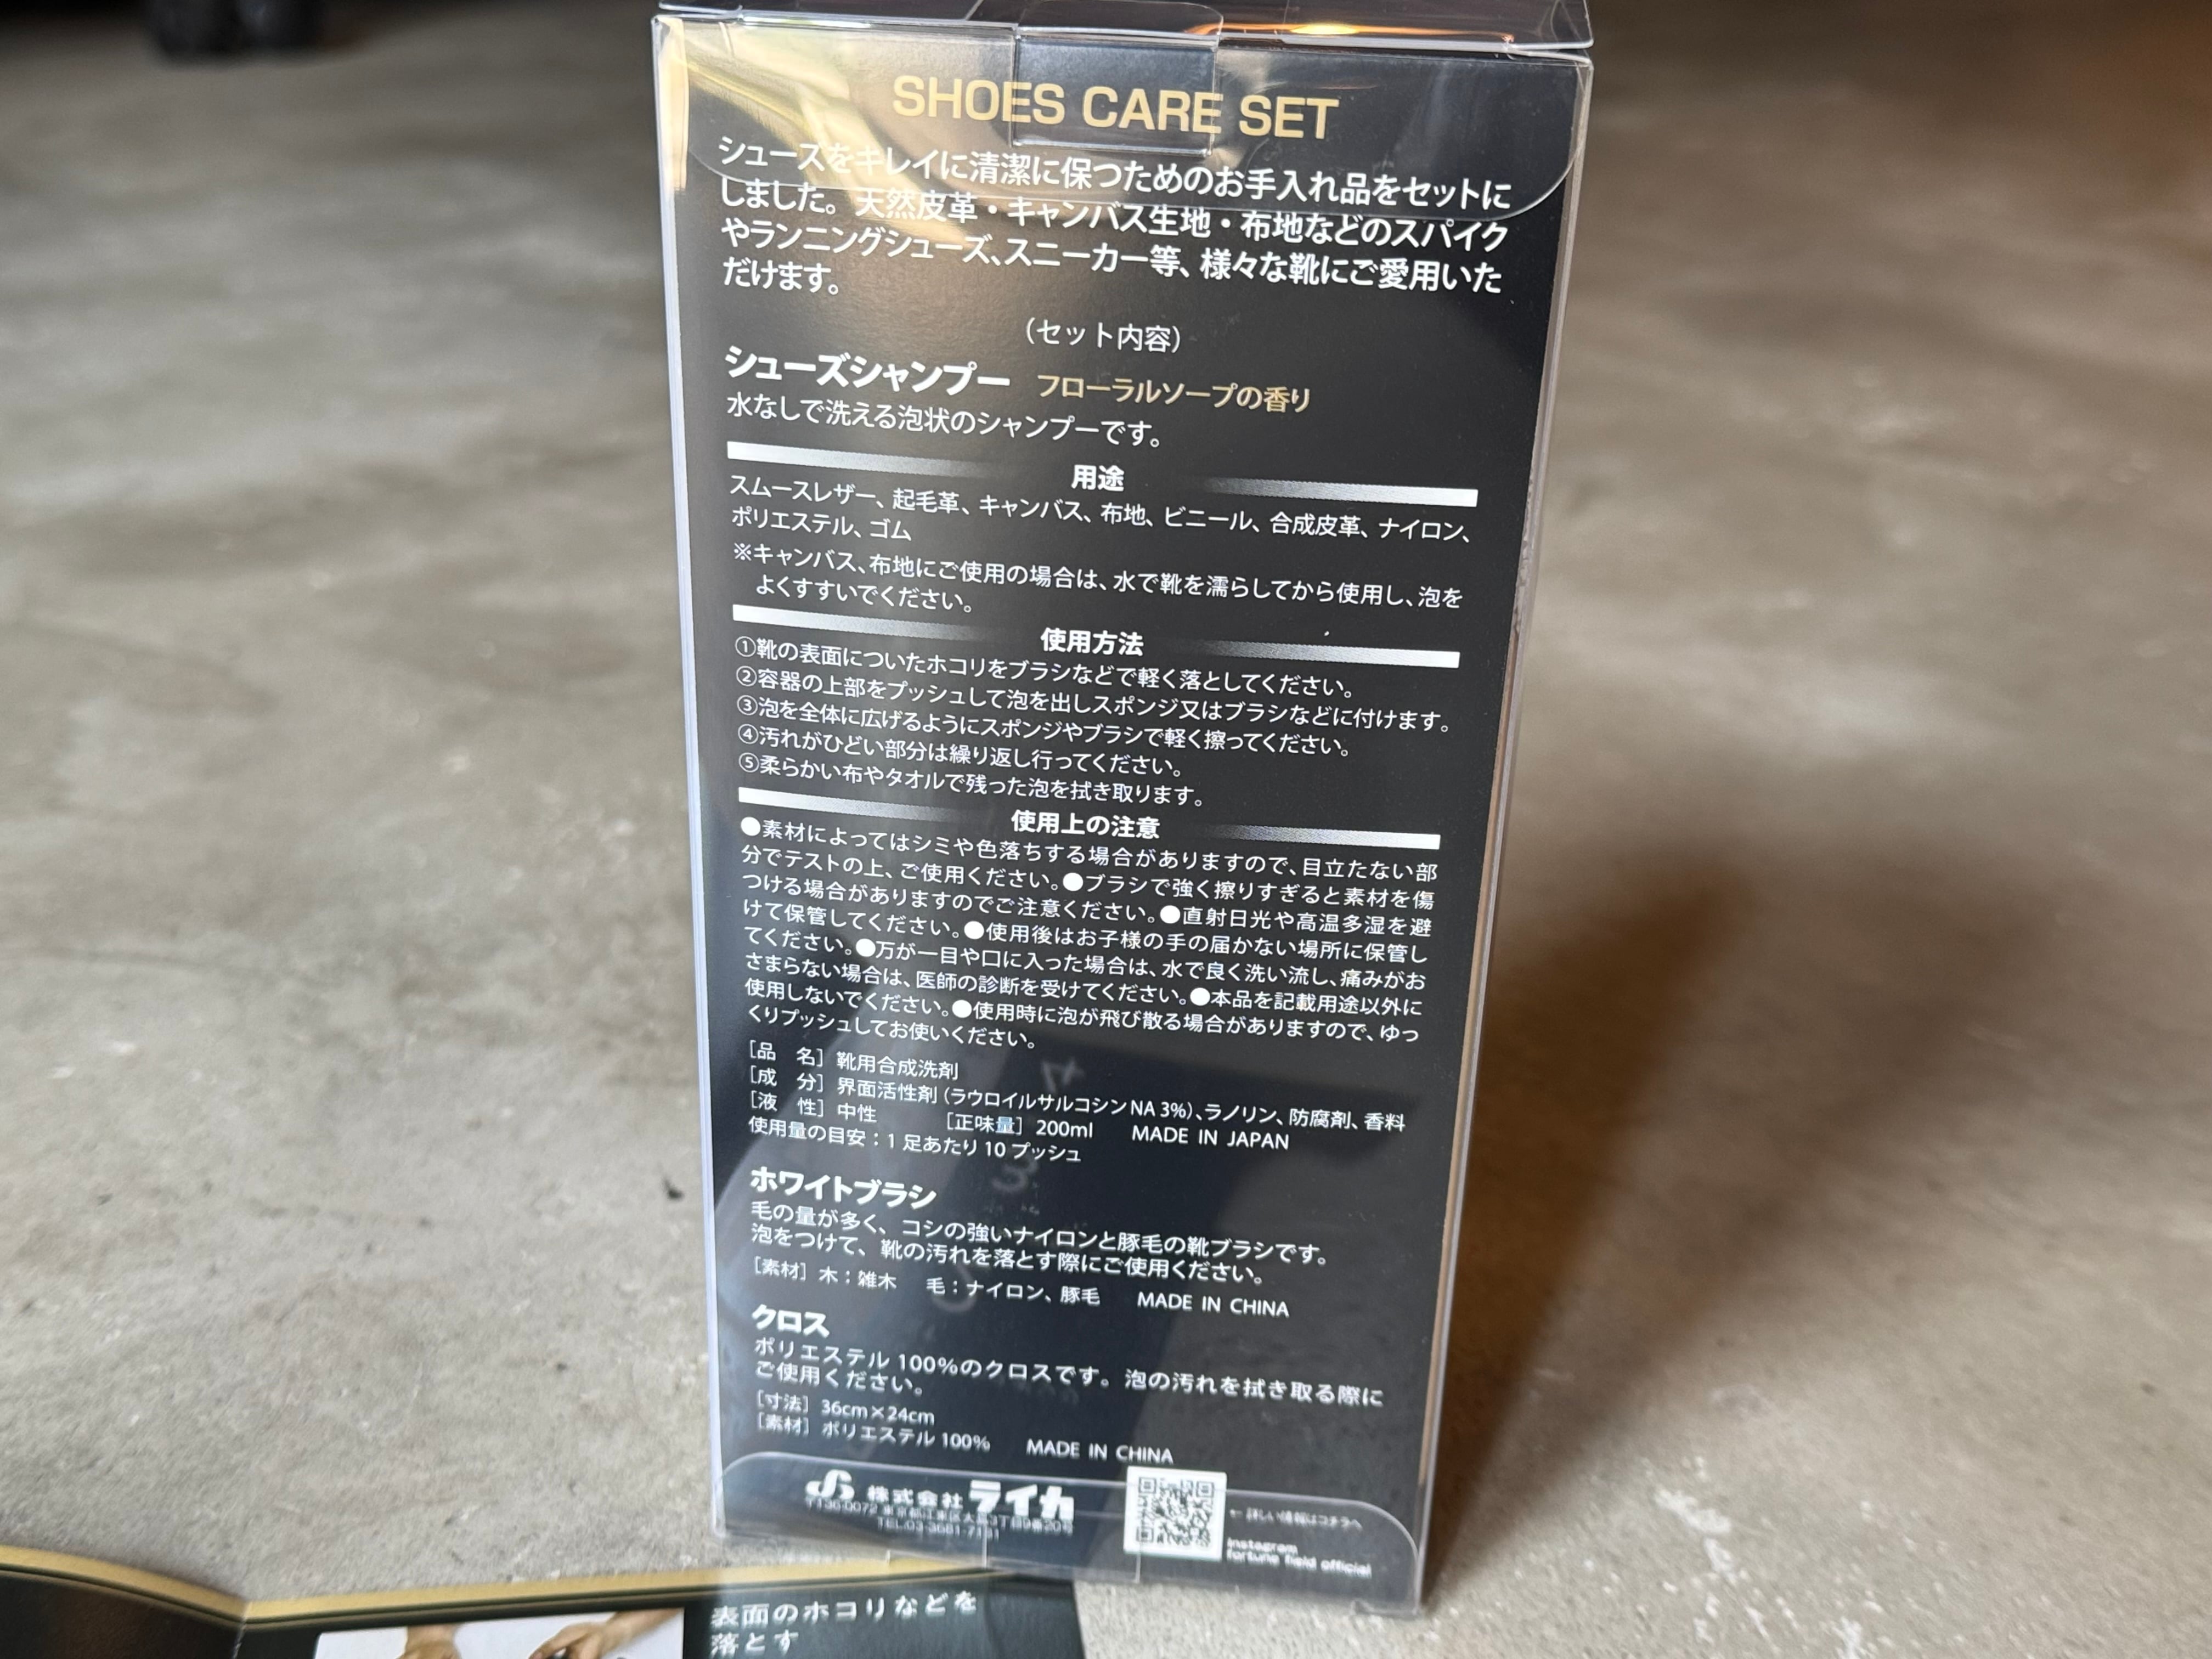 SHOES CARE SET
シューズをキレイに清潔に保つためのお手入れ品をセットに
しました。天然皮革・キャンバス生地・布地などのスパイク
やランニングシューズ、スニーカー等、様々な靴にご愛用いた
だけます。
（セット内容）
シューズシャンプー フローラルソープの香り
水なしで洗える泡状のシャンプーです。
用途
スムースレザー、起毛革、キャンバス、布地、ビニール、合成皮革、ナイロン、
ポリエステル、ゴム
※キャンバス、布地にご使用の場合は、水で靴を濡らしてから使用し、泡を
よくすすいでください。
使用方法
①靴の表面についたホコリをブラシなどで軽く落としてください。
②容器の上部をプッシュして泡を出しスポンジ又はブラシなどに付けます。
③泡を全体に広げるようにスポンジやブラシで軽く擦ってください。
④汚れがひどい部分は繰り返し行ってください。
⑤柔らかい布やタオルで残った泡を拭き取ります。
使用上の注意
●素材によってはシミや色落ちする場合がありますので、目立たない部
分でテストの上、ご使用ください。●ブラシで強く擦りすぎると素材を傷
つける場合がありますのでご注意ください。●直射日光や高温多湿を避
けて保管してください。●使用後はお子様の手の届かない場所に保管し
てください。●万が一目や口に入った場合は、水で良く洗い流し、痛みがお
さまらない場合は、医師の診断を受けてください。●本品を記載用途以外に
使用しないでください。●使用時に泡が飛び散る場合がありますので、ゆっ
くりプッシュしてお使いください。
［品　名］靴用合成洗剤
［成　分］界面活性剤（ラウロイルサルコシンNA 3%）、ラノリン、防腐剤、香料
［液　性］中性　［正味量］200ml　MADE IN JAPAN
使用量の目安：1足あたり10プッシュ
ホワイトブラシ
毛の量が多く、コシの強いナイロンと豚毛の靴ブラシです。
泡をつけて、靴の汚れを落とす際にご使用ください。
［素材］木：雑木　毛：ナイロン、豚毛　MADE IN CHINA
クロス
ポリエステル100%のクロスです。泡の汚れを拭き取る際に
ご使用ください。
［寸法］36cm×24cm
［素材］ポリエステル100%　MADE IN CHINA
株式会社ライカ
〒136-0072 東京都江東区大島3丁目9番20号
TEL.03-3681-7131
←詳しい情報はコチラへ
Instagram
fortune field official
表面のホコリなどを
落とす